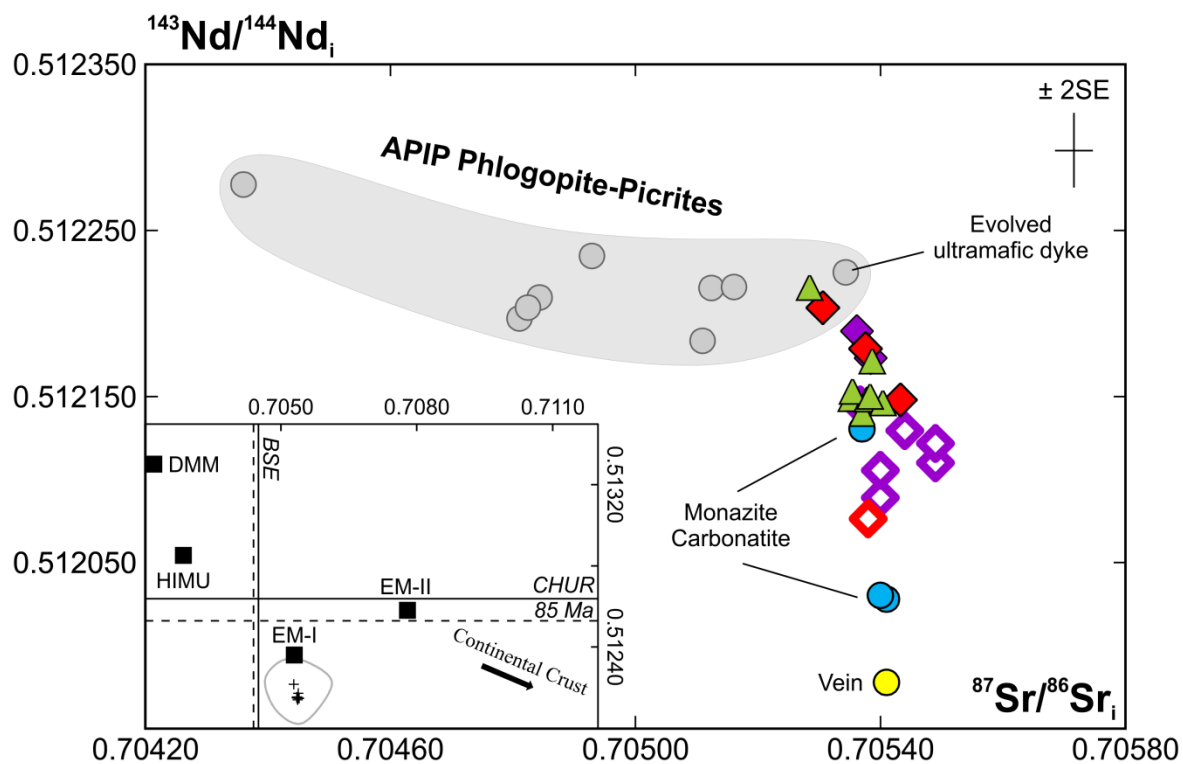 143Nd/144Ndi
0.512350
± 2SE
APIP Phlogopite-Picrites
0.512250
Evolved
ultramafic dyke
0.512150
0.7050
0.7080
0.7110
BSE
DMM
0.51320
Monazite
Carbonatite
0.512050
HIMU
EM-II
CHUR
85 Ma
EM-I
0.51240
Continental Crust
Vein
87Sr/86Sri
0.70420
0.70460
0.70500
0.70540
0.70580